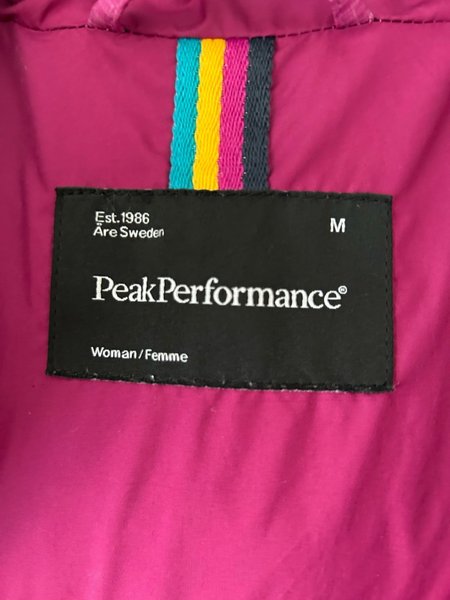 Est.1986
Åre Sweden
M
PeakPerformance®
Woman/Femme